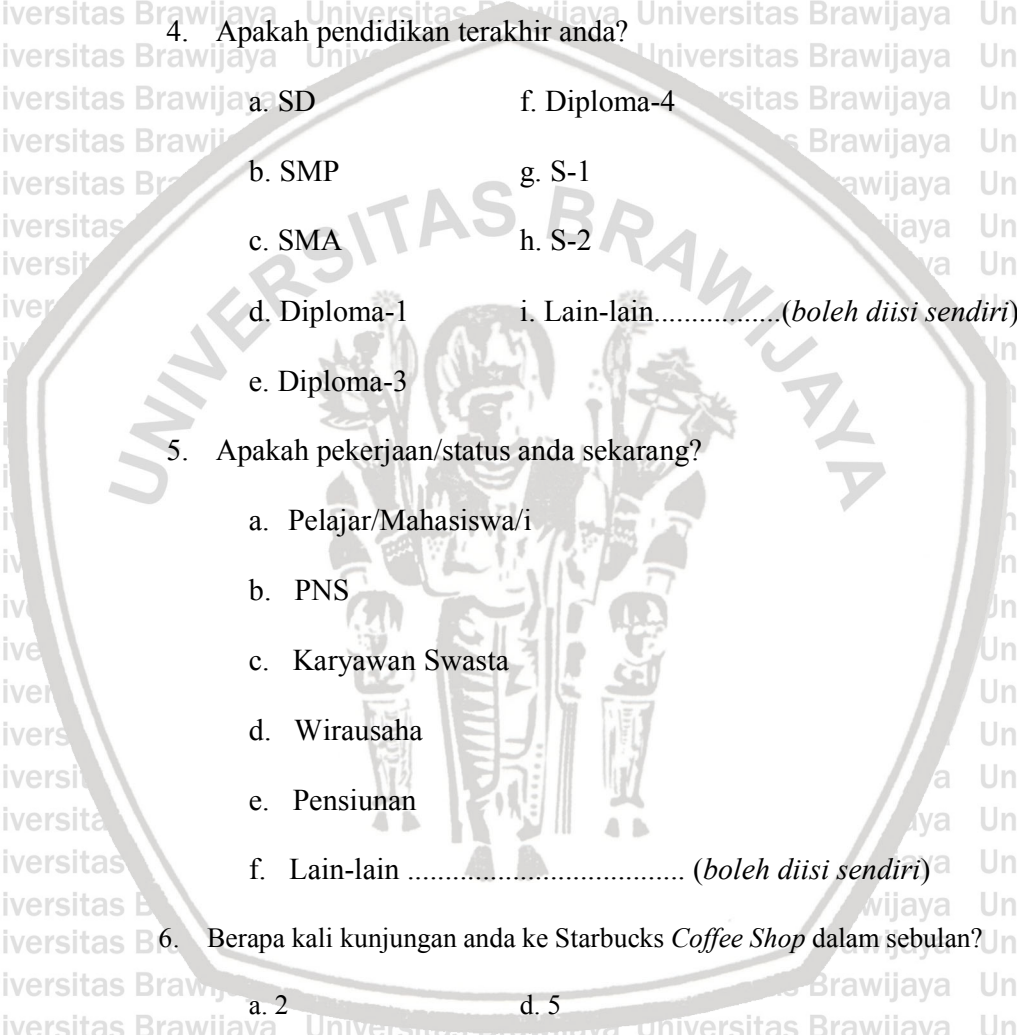 4. Apakah pendidikan terakhir anda?
a. SD f. Diploma-4
b. SMP g. S-1
c. SMA h. S-2
d. Diploma-1 i. Lain-lain.................(boleh diisi sendiri)
e. Diploma-3
5. Apakah pekerjaan/status anda sekarang?
a. Pelajar/Mahasiswa/i
b. PNS
c. Karyawan Swasta
d. Wirausaha
e. Pensiunan
f. Lain-lain .................................... (boleh diisi sendiri)
6. Berapa kali kunjungan anda ke Starbucks Coffee Shop dalam sebulan?
a. 2 d. 5
UNIVERSITAS BRAWIJAYA